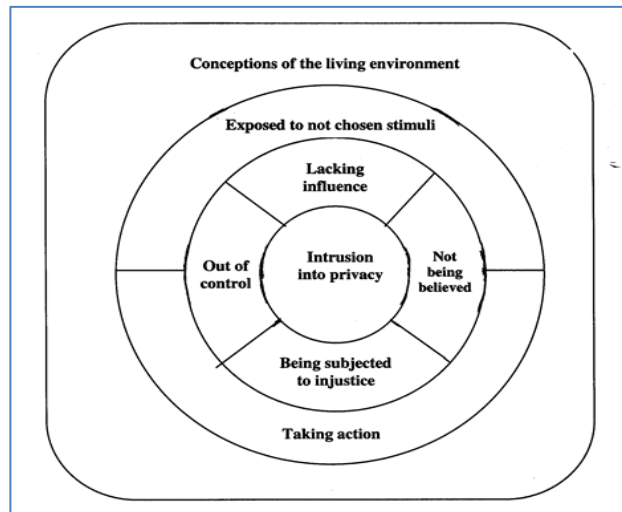 Conceptions of the living environment
Exposed to not chosen stimuli
Lacking
influence
Out of
control
Intrusion
into privacy
Not
being
believed
Being subjected
to injustice
Taking action